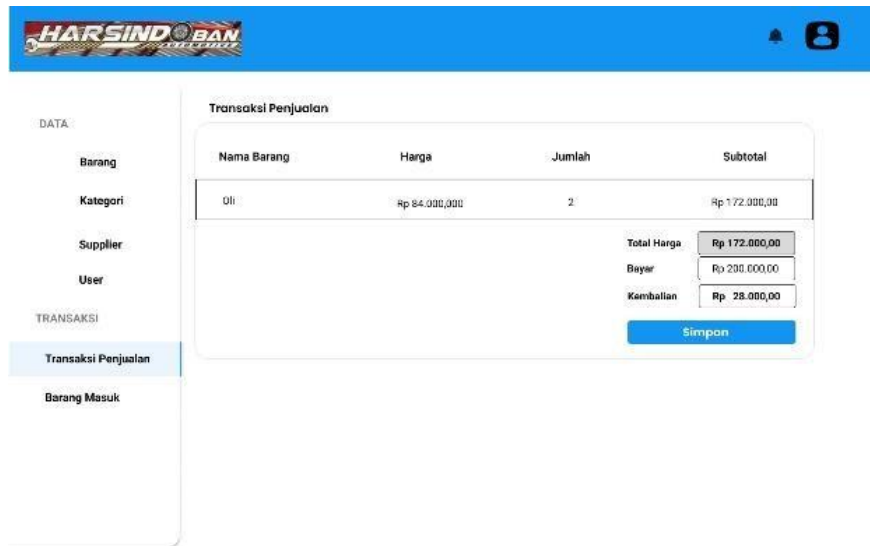 HARSINDO BAN
AUTOMOTIVE
DATA
Barang
Kategori
Supplier
User
TRANSAKSI
Transaksi Penjualan
Barang Masuk
Transaksi Penjualan
Nama Barang Harga Jumlah Subtotal
Oli Rp 84.000,000 2 Rp 172.000,00
Total Harga Rp 172.000,00
Bayar Rp 200.000,00
Kembalian Rp 28.000,00
Simpan